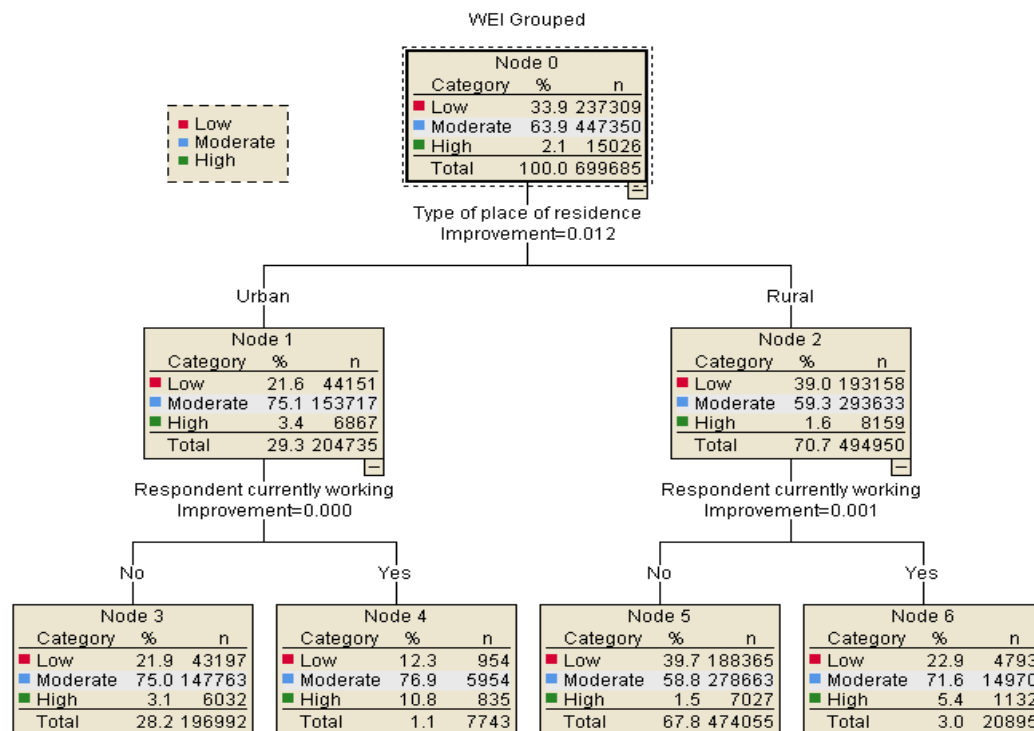 WEI Grouped
Node 0
Category % n
Low 33.9 237309
Moderate 63.9 447350
High 2.1 15026
Total 100.0 699685
Low
Moderate
High
Type of place of residence
Improvement=0.012
Urban
Rural
Node 1
Category % n
Low 21.6 44151
Moderate 75.1 153717
High 3.4 6867
Total 29.3 204735
Node 2
Category % n
Low 39.0 193158
Moderate 59.3 293633
High 1.6 8159
Total 70.7 494950
Respondent currently working
Improvement=0.000
Respondent currently working
Improvement=0.001
No
Yes
No
Yes
Node 3
Category % n
Low 21.9 43197
Moderate 75.0 147763
High 3.1 6032
Total 28.2 196992
Node 4
Category % n
Low 12.3 954
Moderate 76.9 5954
High 10.8 835
Total 1.1 7743
Node 5
Category % n
Low 39.7 188365
Moderate 58.8 278663
High 1.5 7027
Total 67.8 474055
Node 6
Category % n
Low 22.9 4793
Moderate 71.6 14970
High 5.4 1132
Total 3.0 20895